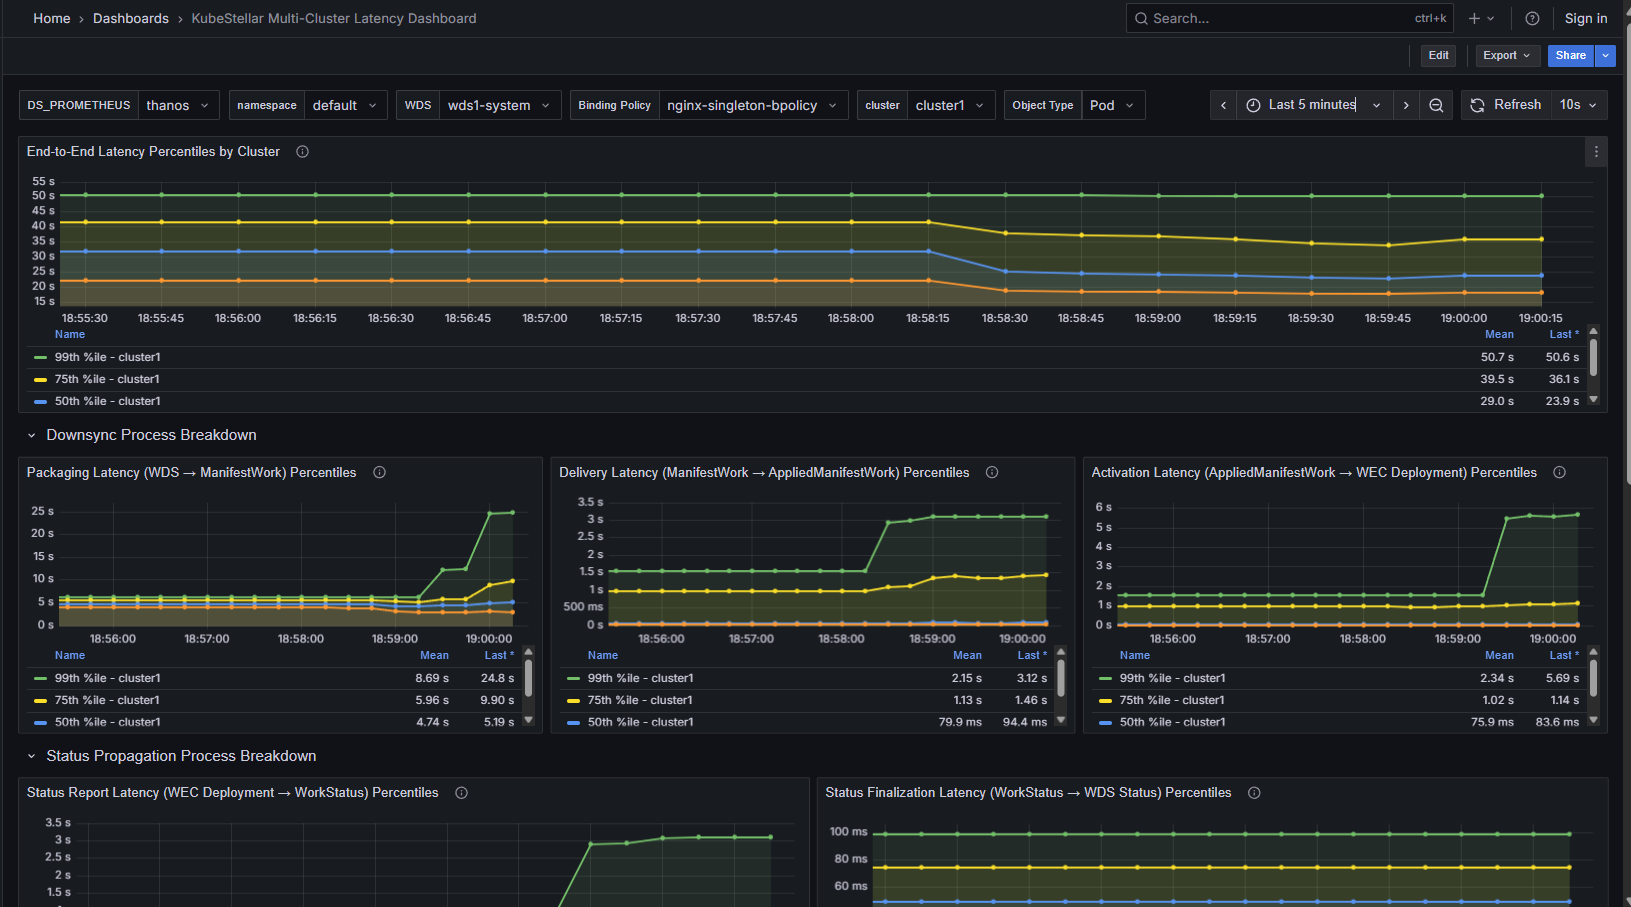 Home › Dashboards › KubeStellar Multi-Cluster Latency Dashboard
Search... ctrl+k
Sign in
Edit Export Share
DS_PROMETHEUS thanos namespace default WDS wds1-system Binding Policy nginx-singleton-bpolicy cluster cluster1 Object Type Pod Last 5 minutes Refresh 10s
End-to-End Latency Percentiles by Cluster
55 s
50 s
45 s
40 s
35 s
30 s
25 s
20 s
15 s
18:55:30 18:55:45 18:56:00 18:56:15 18:56:30 18:56:45 18:57:00 18:57:15 18:57:30 18:57:45 18:58:00 18:58:15 18:58:30 18:58:45 18:59:00 18:59:15 18:59:30 18:59:45 19:00:00 19:00:15
Name Mean Last *
99th %ile - cluster1 50.7 s 50.6 s
75th %ile - cluster1 39.5 s 36.1 s
50th %ile - cluster1 29.0 s 23.9 s
Downsync Process Breakdown
Packaging Latency (WDS → ManifestWork) Percentiles
25 s
20 s
15 s
10 s
5 s
0 s
18:56:00 18:57:00 18:58:00 18:59:00 19:00:00
Name Mean Last *
99th %ile - cluster1 8.69 s 24.8 s
75th %ile - cluster1 5.96 s 9.90 s
50th %ile - cluster1 4.74 s 5.19 s
Delivery Latency (ManifestWork → AppliedManifestWork) Percentiles
3.5 s
3 s
2.5 s
2 s
1.5 s
1 s
500 ms
0 s
18:56:00 18:57:00 18:58:00 18:59:00 19:00:00
Name Mean Last *
99th %ile - cluster1 2.15 s 3.12 s
75th %ile - cluster1 1.13 s 1.46 s
50th %ile - cluster1 79.9 ms 94.4 ms
Activation Latency (AppliedManifestWork → WEC Deployment) Percentiles
6 s
5 s
4 s
3 s
2 s
1 s
0 s
18:56:00 18:57:00 18:58:00 18:59:00 19:00:00
Name Mean Last *
99th %ile - cluster1 2.34 s 5.69 s
75th %ile - cluster1 1.02 s 1.14 s
50th %ile - cluster1 75.9 ms 83.6 ms
Status Propagation Process Breakdown
Status Report Latency (WEC Deployment → WorkStatus) Percentiles
3.5 s
3 s
2.5 s
2 s
1.5 s
Status Finalization Latency (WorkStatus → WDS Status) Percentiles
100 ms
80 ms
60 ms